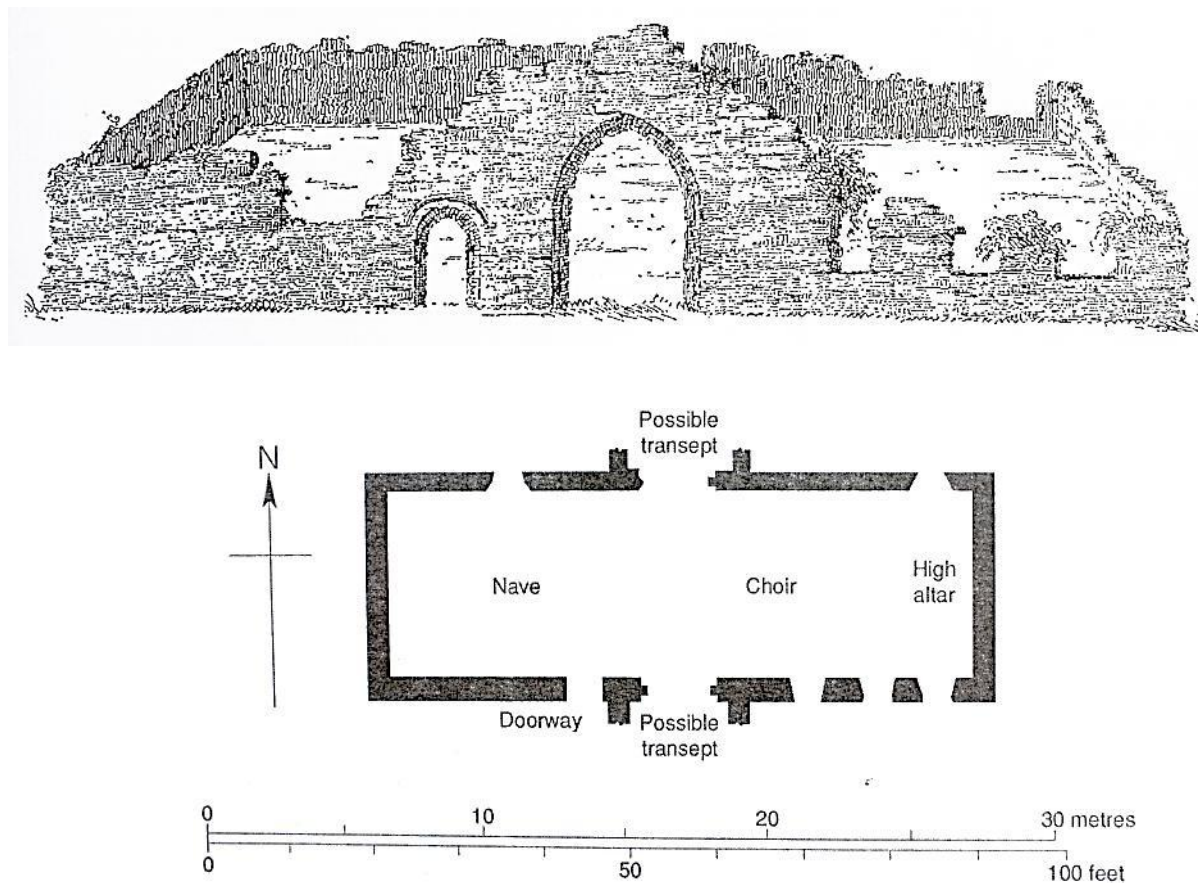 Possible
transept
N
Nave
Choir
High
altar
Doorway
Possible
transept
0 10 20 30 metres
0 50 100 feet